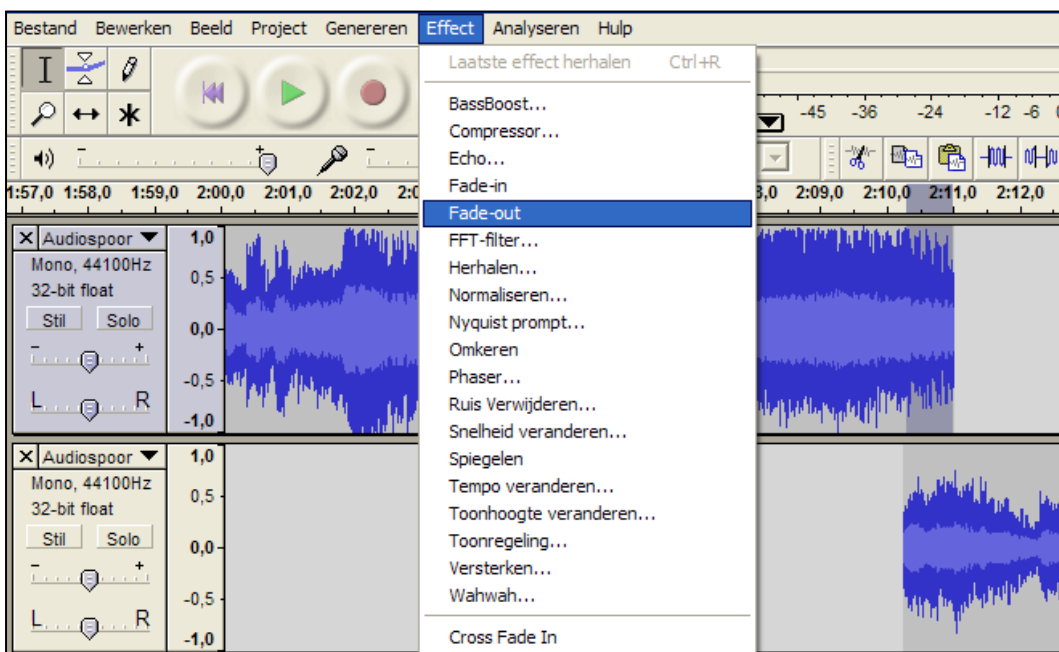 Bestand Bewerken Beeld Project Genereren Effect Analyseren Hulp
Laatste effect herhalen Ctrl+R
BassBoost...
Compressor...
Echo...
Fade-in
Fade-out
FFT-filter...
Herhalen...
Normaliseren...
Nyquist prompt...
Omkeren
Phaser...
Ruis Verwijderen...
Snelheid veranderen...
Spiegelen
Tempo veranderen...
Toonhoogte veranderen...
Toonregeling...
Versterken...
Wahwah...
Cross Fade In
-45 -36 -24 -12 -6
1:57,0 1:58,0 1:59,0 2:00,0 2:01,0 2:02,0 2:09,0 2:10,0 2:11,0 2:12,0
Audiospoor
Mono, 44100Hz
32-bit float
Stil Solo
- +
L R
1,0
0,5
0,0
-0,5
-1,0
Audiospoor
Mono, 44100Hz
32-bit float
Stil Solo
- +
L R
1,0
0,5
0,0
-0,5
-1,0